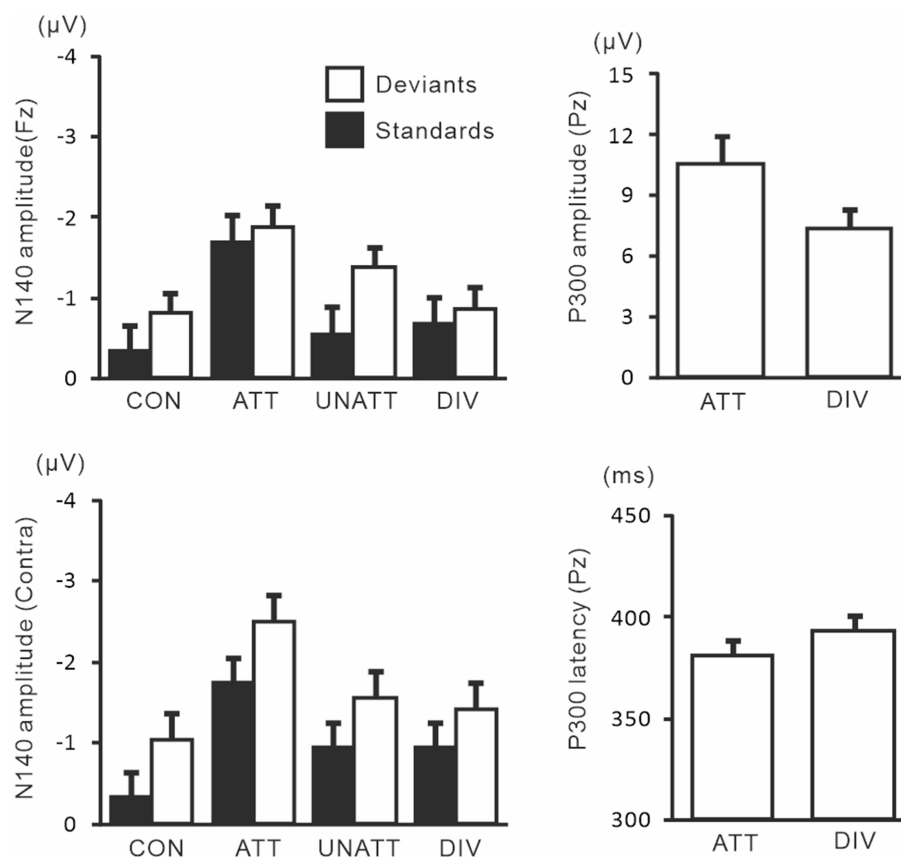 (μV)
N140 amplitude(Fz)
-4
-3
-2
-1
0
Deviants
Standards
CON ATT UNATT DIV
(μV)
P300 amplitude (Pz)
15
12
9
6
3
0
ATT DIV
(μV)
N140 amplitude (Contra)
-4
-3
-2
-1
0
CON ATT UNATT DIV
(ms)
P300 latency (Pz)
450
400
350
300
ATT DIV